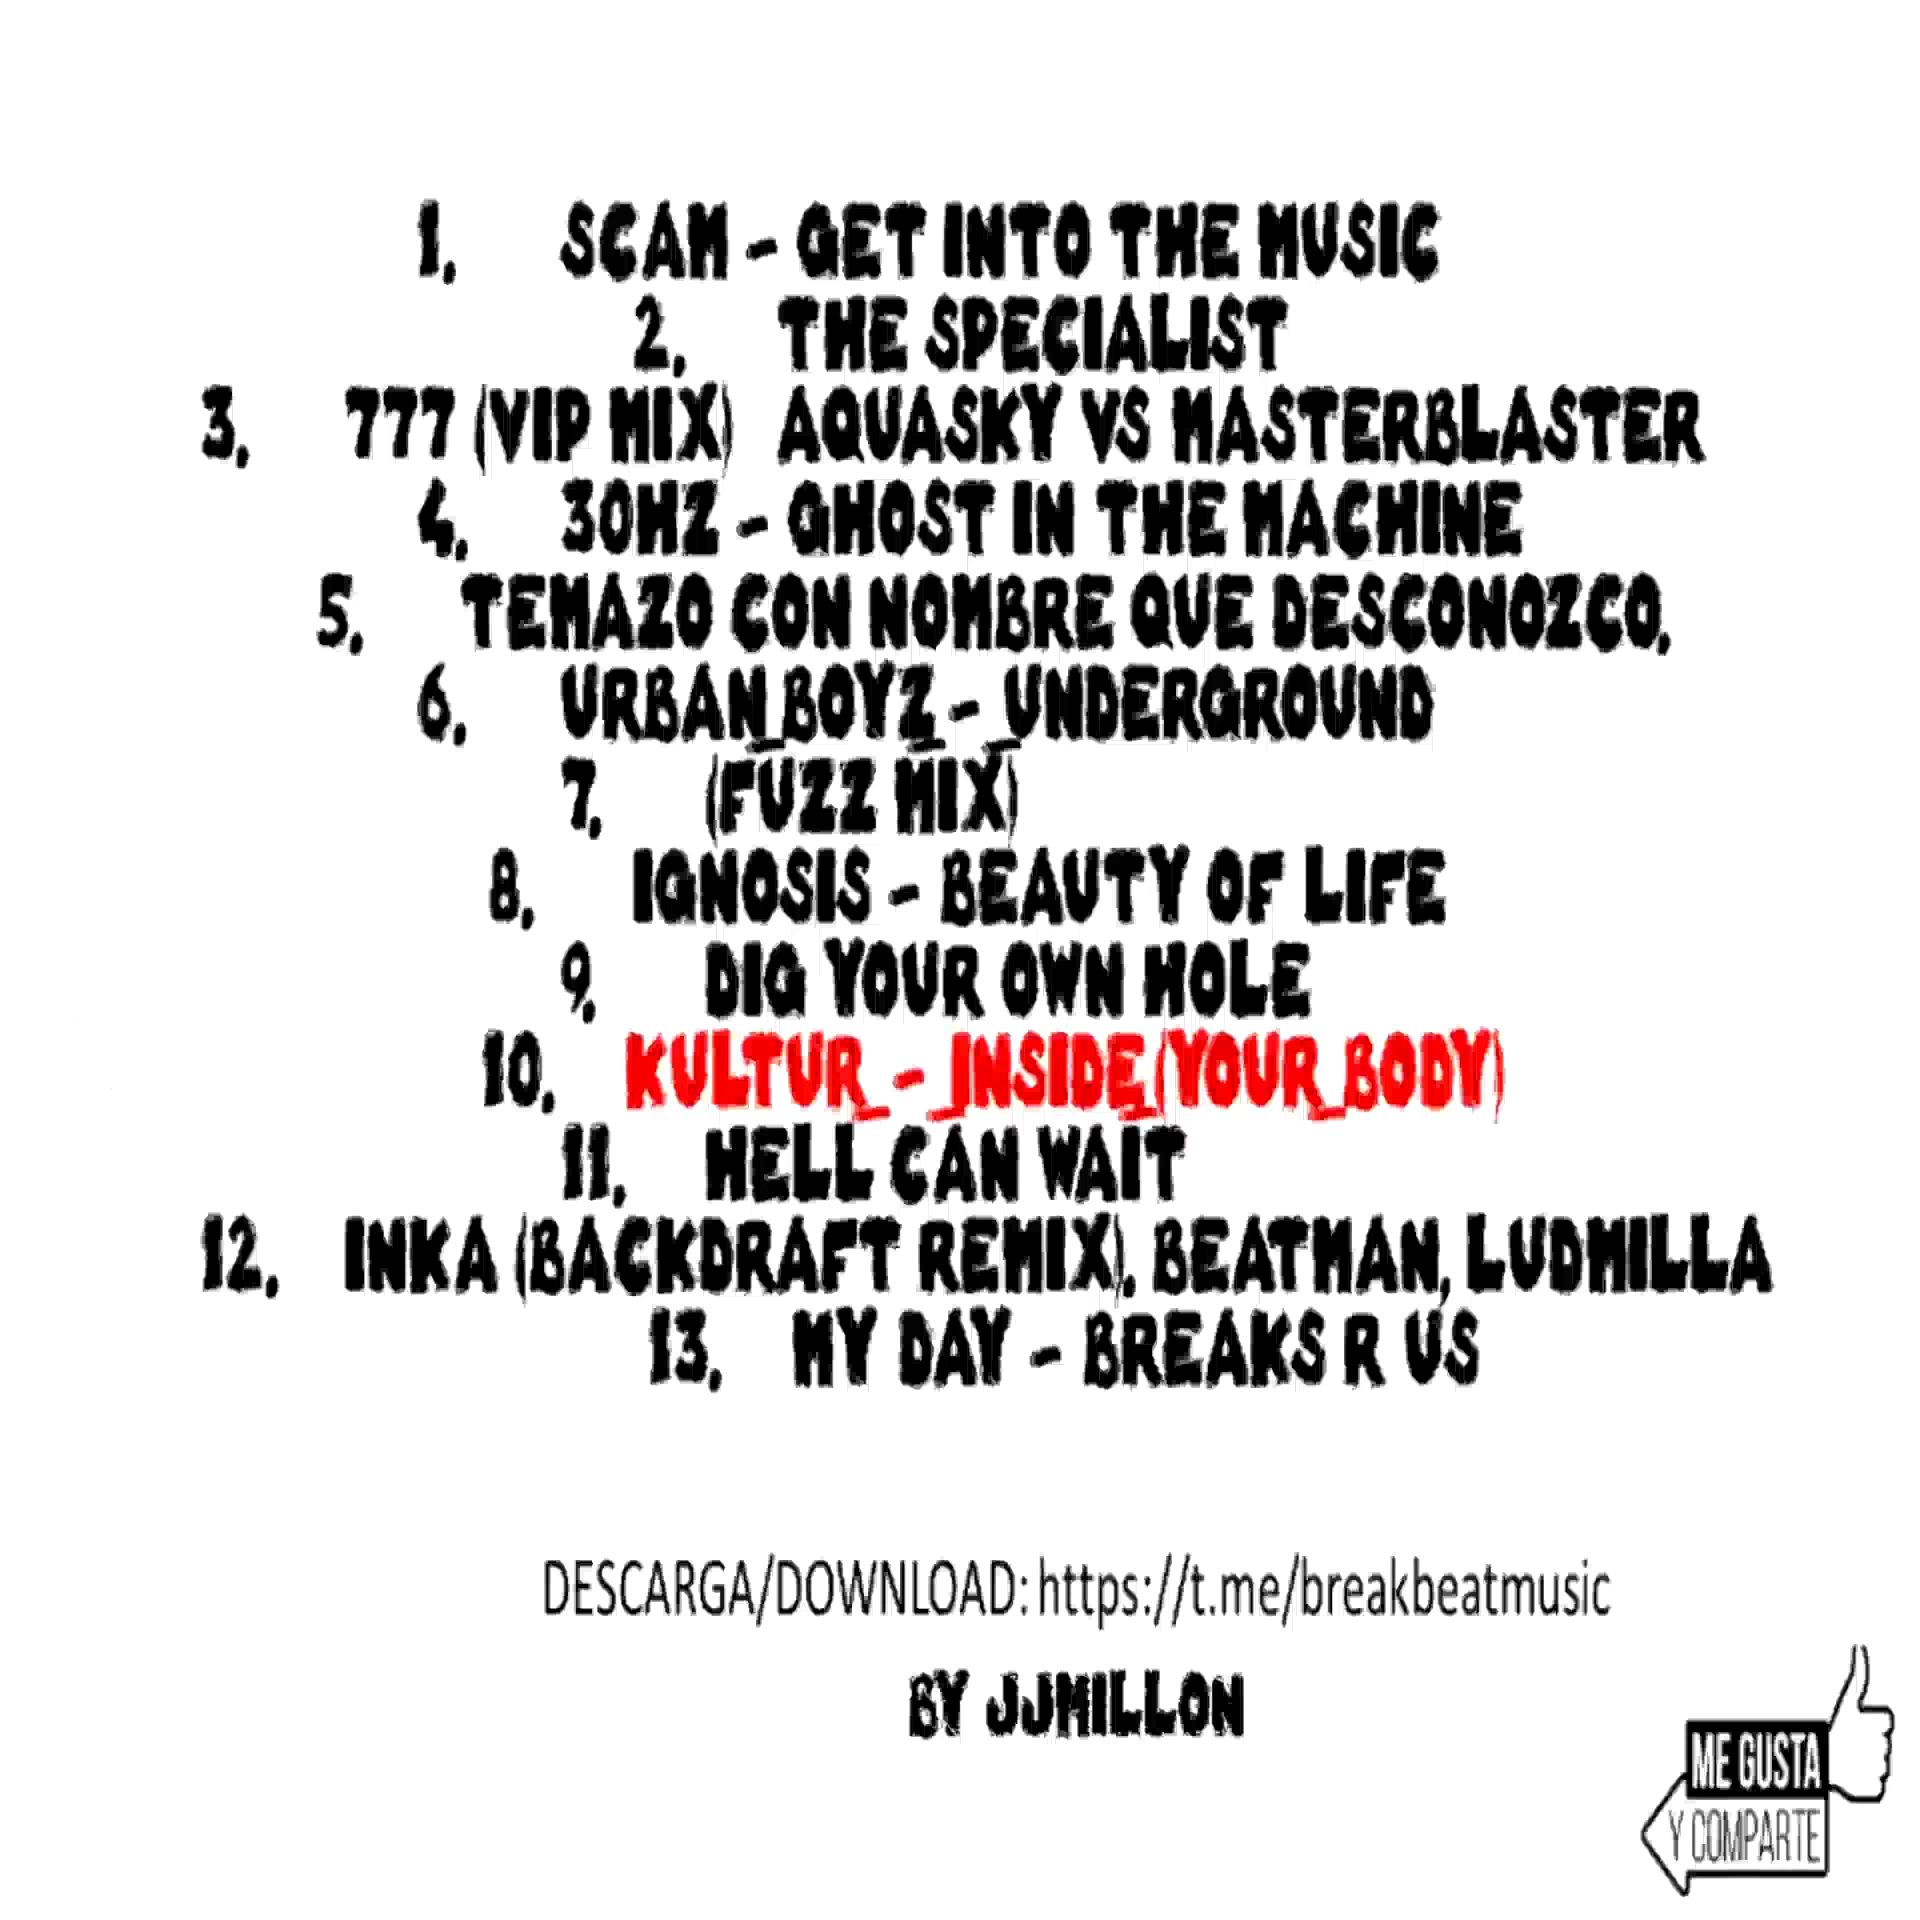 1. SCAM - GET INTO THE MUSIC
2. THE SPECIALIST
3. 777 (VIP MIX) AQUASKY VS MASTERBLASTER
4. 30HZ - GHOST IN THE MACHINE
5. TEMAZO CON NOMBRE QUE DESCONOZCO.
6. URBAN_BOYZ_-_UNDERGROUND
7. (FUZZ MIX)
8. IGNOSIS - BEAUTY OF LIFE
9. DIG YOUR OWN HOLE
10. KULTUR_-_INSIDE_(YOUR_BODY)
11. HELL CAN WAIT
12. INKA (BACKDRAFT REMIX). BEATMAN, LUDMILLA
13. MY DAY - BREAKS R US
DESCARGA/DOWNLOAD: https://t.me/breakbeatmusic
BY JJMILLON
ME GUSTA
Y COMPARTE